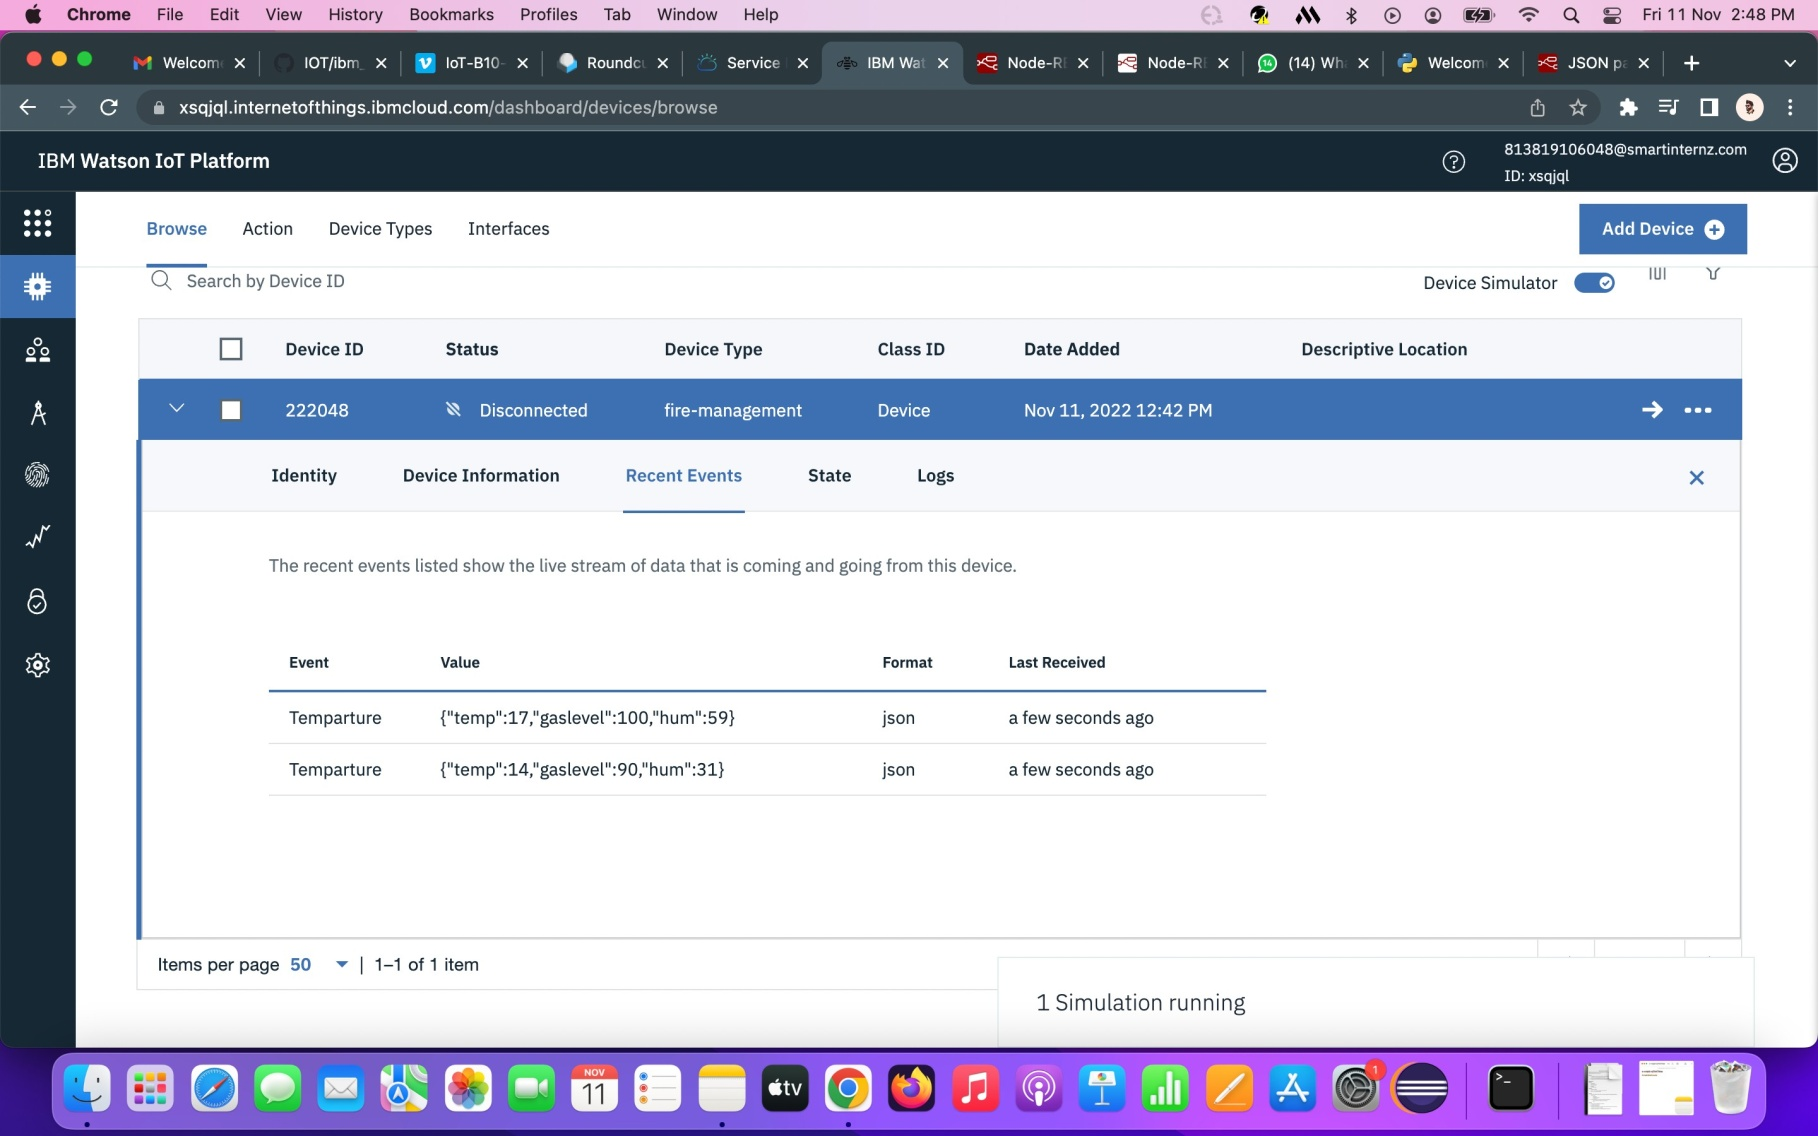 Chrome File Edit View History Bookmarks Profiles Tab Window Help Fri 11 Nov 2:48 PM
Welcom IOT/ibm_ IoT-B10- Roundcu Service IBM Wat Node-RE Node-RE (14) Wh Welcom JSON pa
xsqjql.internetofthings.ibmcloud.com/dashboard/devices/browse
IBM Watson IoT Platform
813819106048@smartinternz.com
ID: xsqjql
Browse Action Device Types Interfaces Add Device
Search by Device ID Device Simulator
Device ID Status Device Type Class ID Date Added Descriptive Location
222048 Disconnected fire-management Device Nov 11, 2022 12:42 PM
Identity Device Information Recent Events State Logs
The recent events listed show the live stream of data that is coming and going from this device.
Event Value Format Last Received
Temparture {"temp":17,"gaslevel":100,"hum":59} json a few seconds ago
Temparture {"temp":14,"gaslevel":90,"hum":31} json a few seconds ago
Items per page 50 | 1–1 of 1 item
1 Simulation running
NOV
11
tv
1